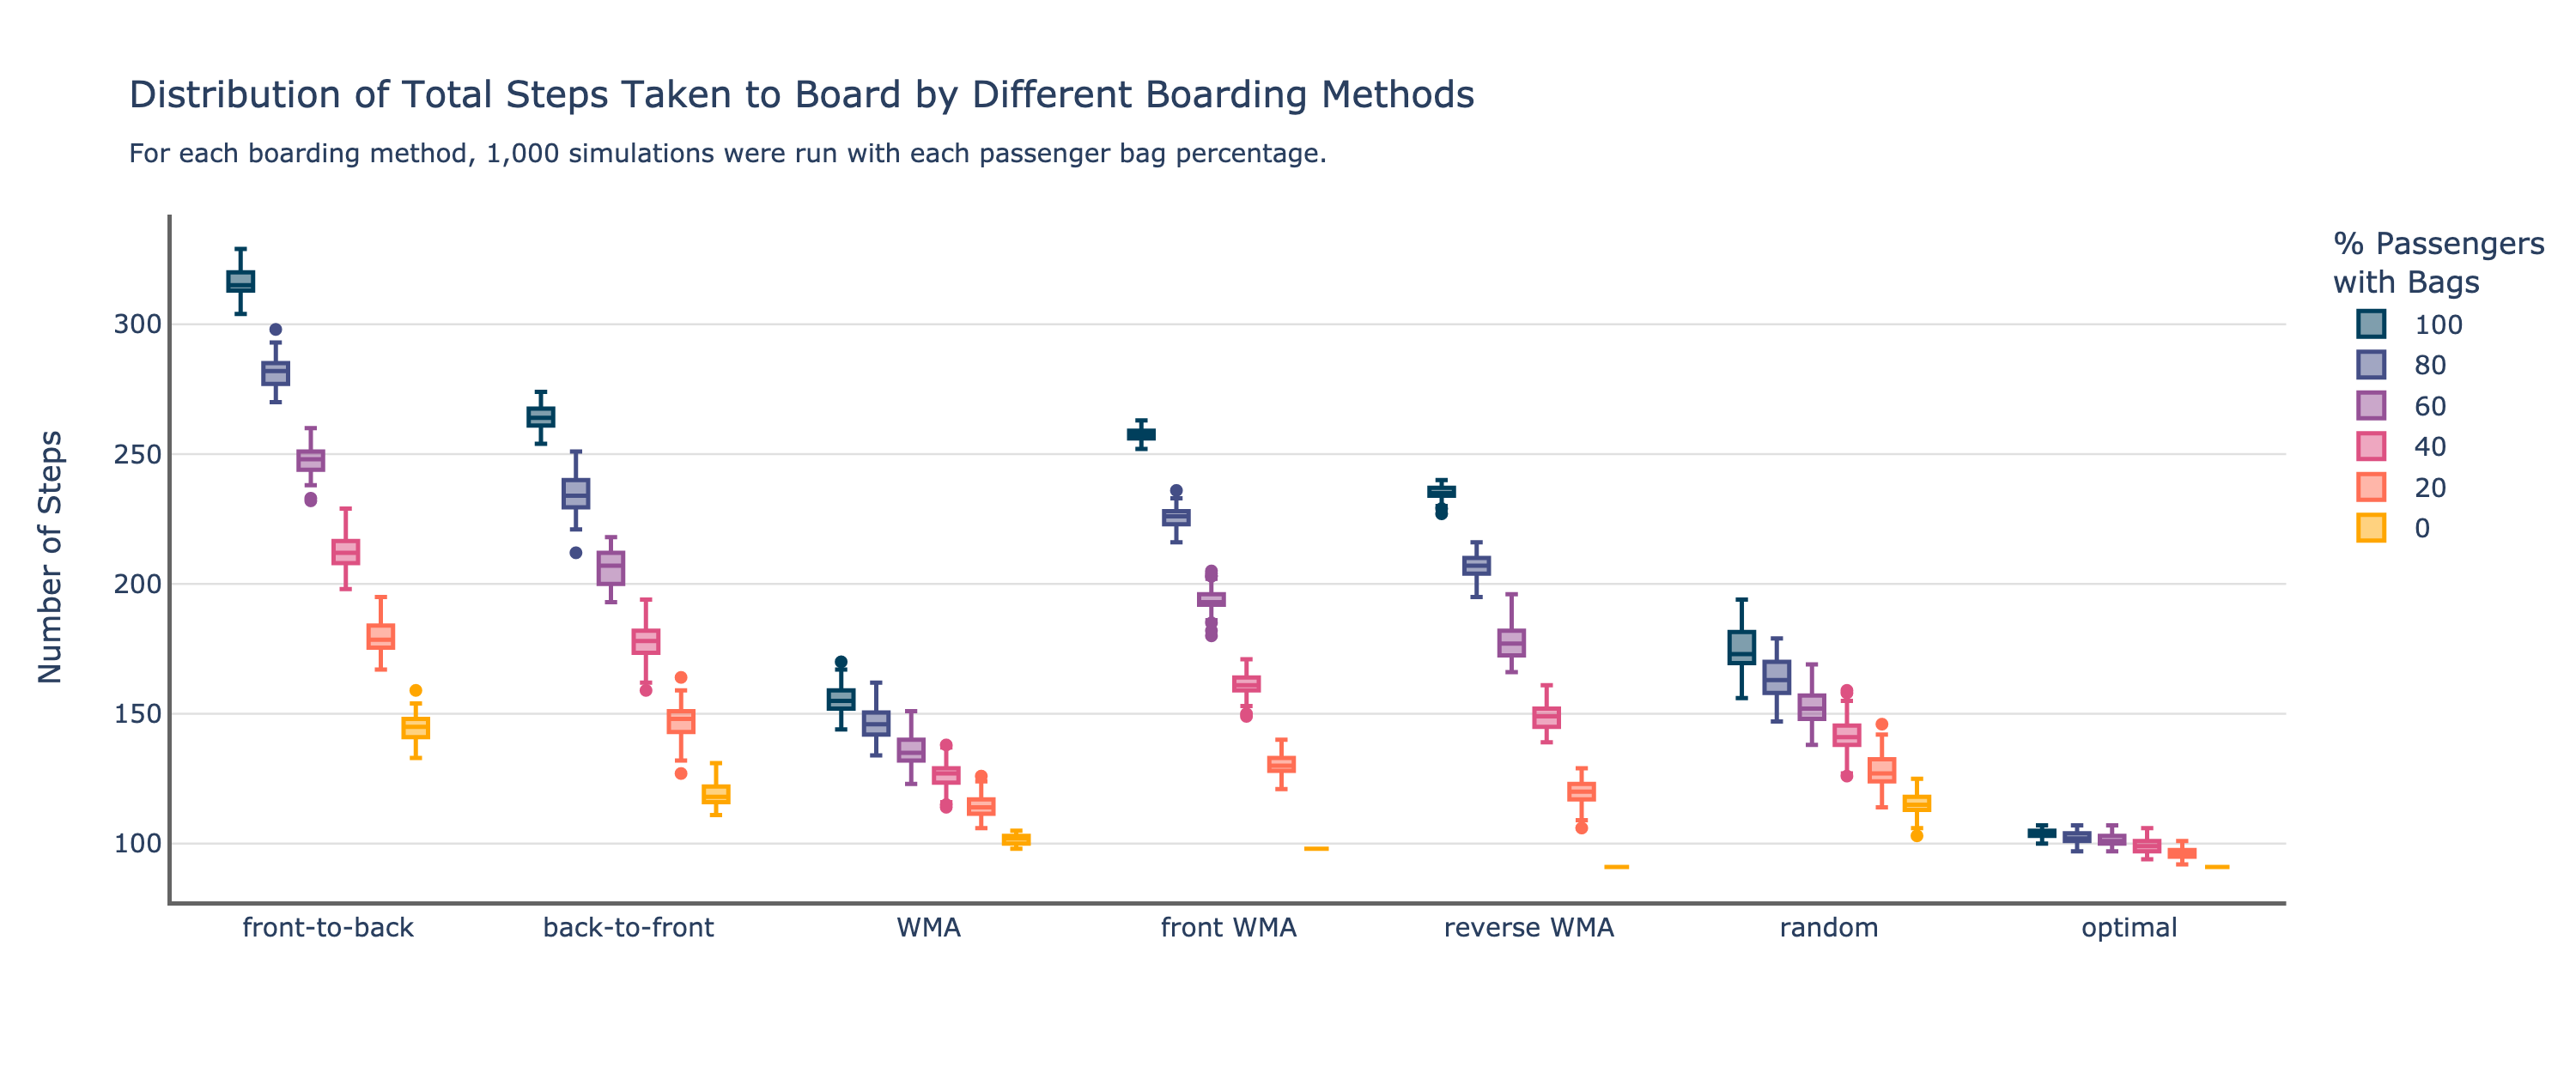 Distribution of Total Steps Taken to Board by Different Boarding Methods
For each boarding method, 1,000 simulations were run with each passenger bag percentage.
Number of Steps
300
250
200
150
100
front-to-back
back-to-front
WMA
front WMA
reverse WMA
random
optimal
% Passengers
with Bags
100
80
60
40
20
0